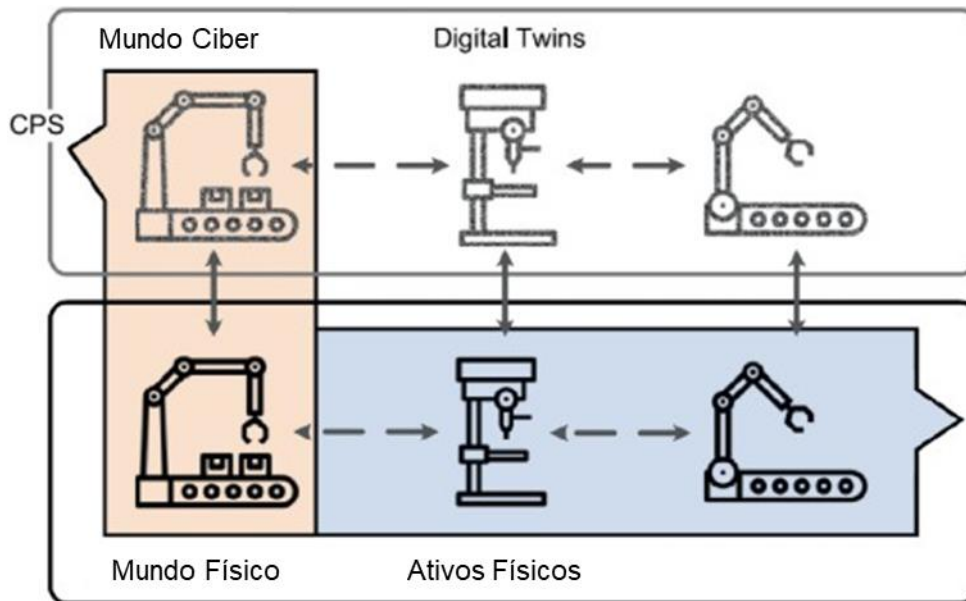 Mundo Ciber
Digital Twins
CPS
Mundo Físico
Ativos Físicos